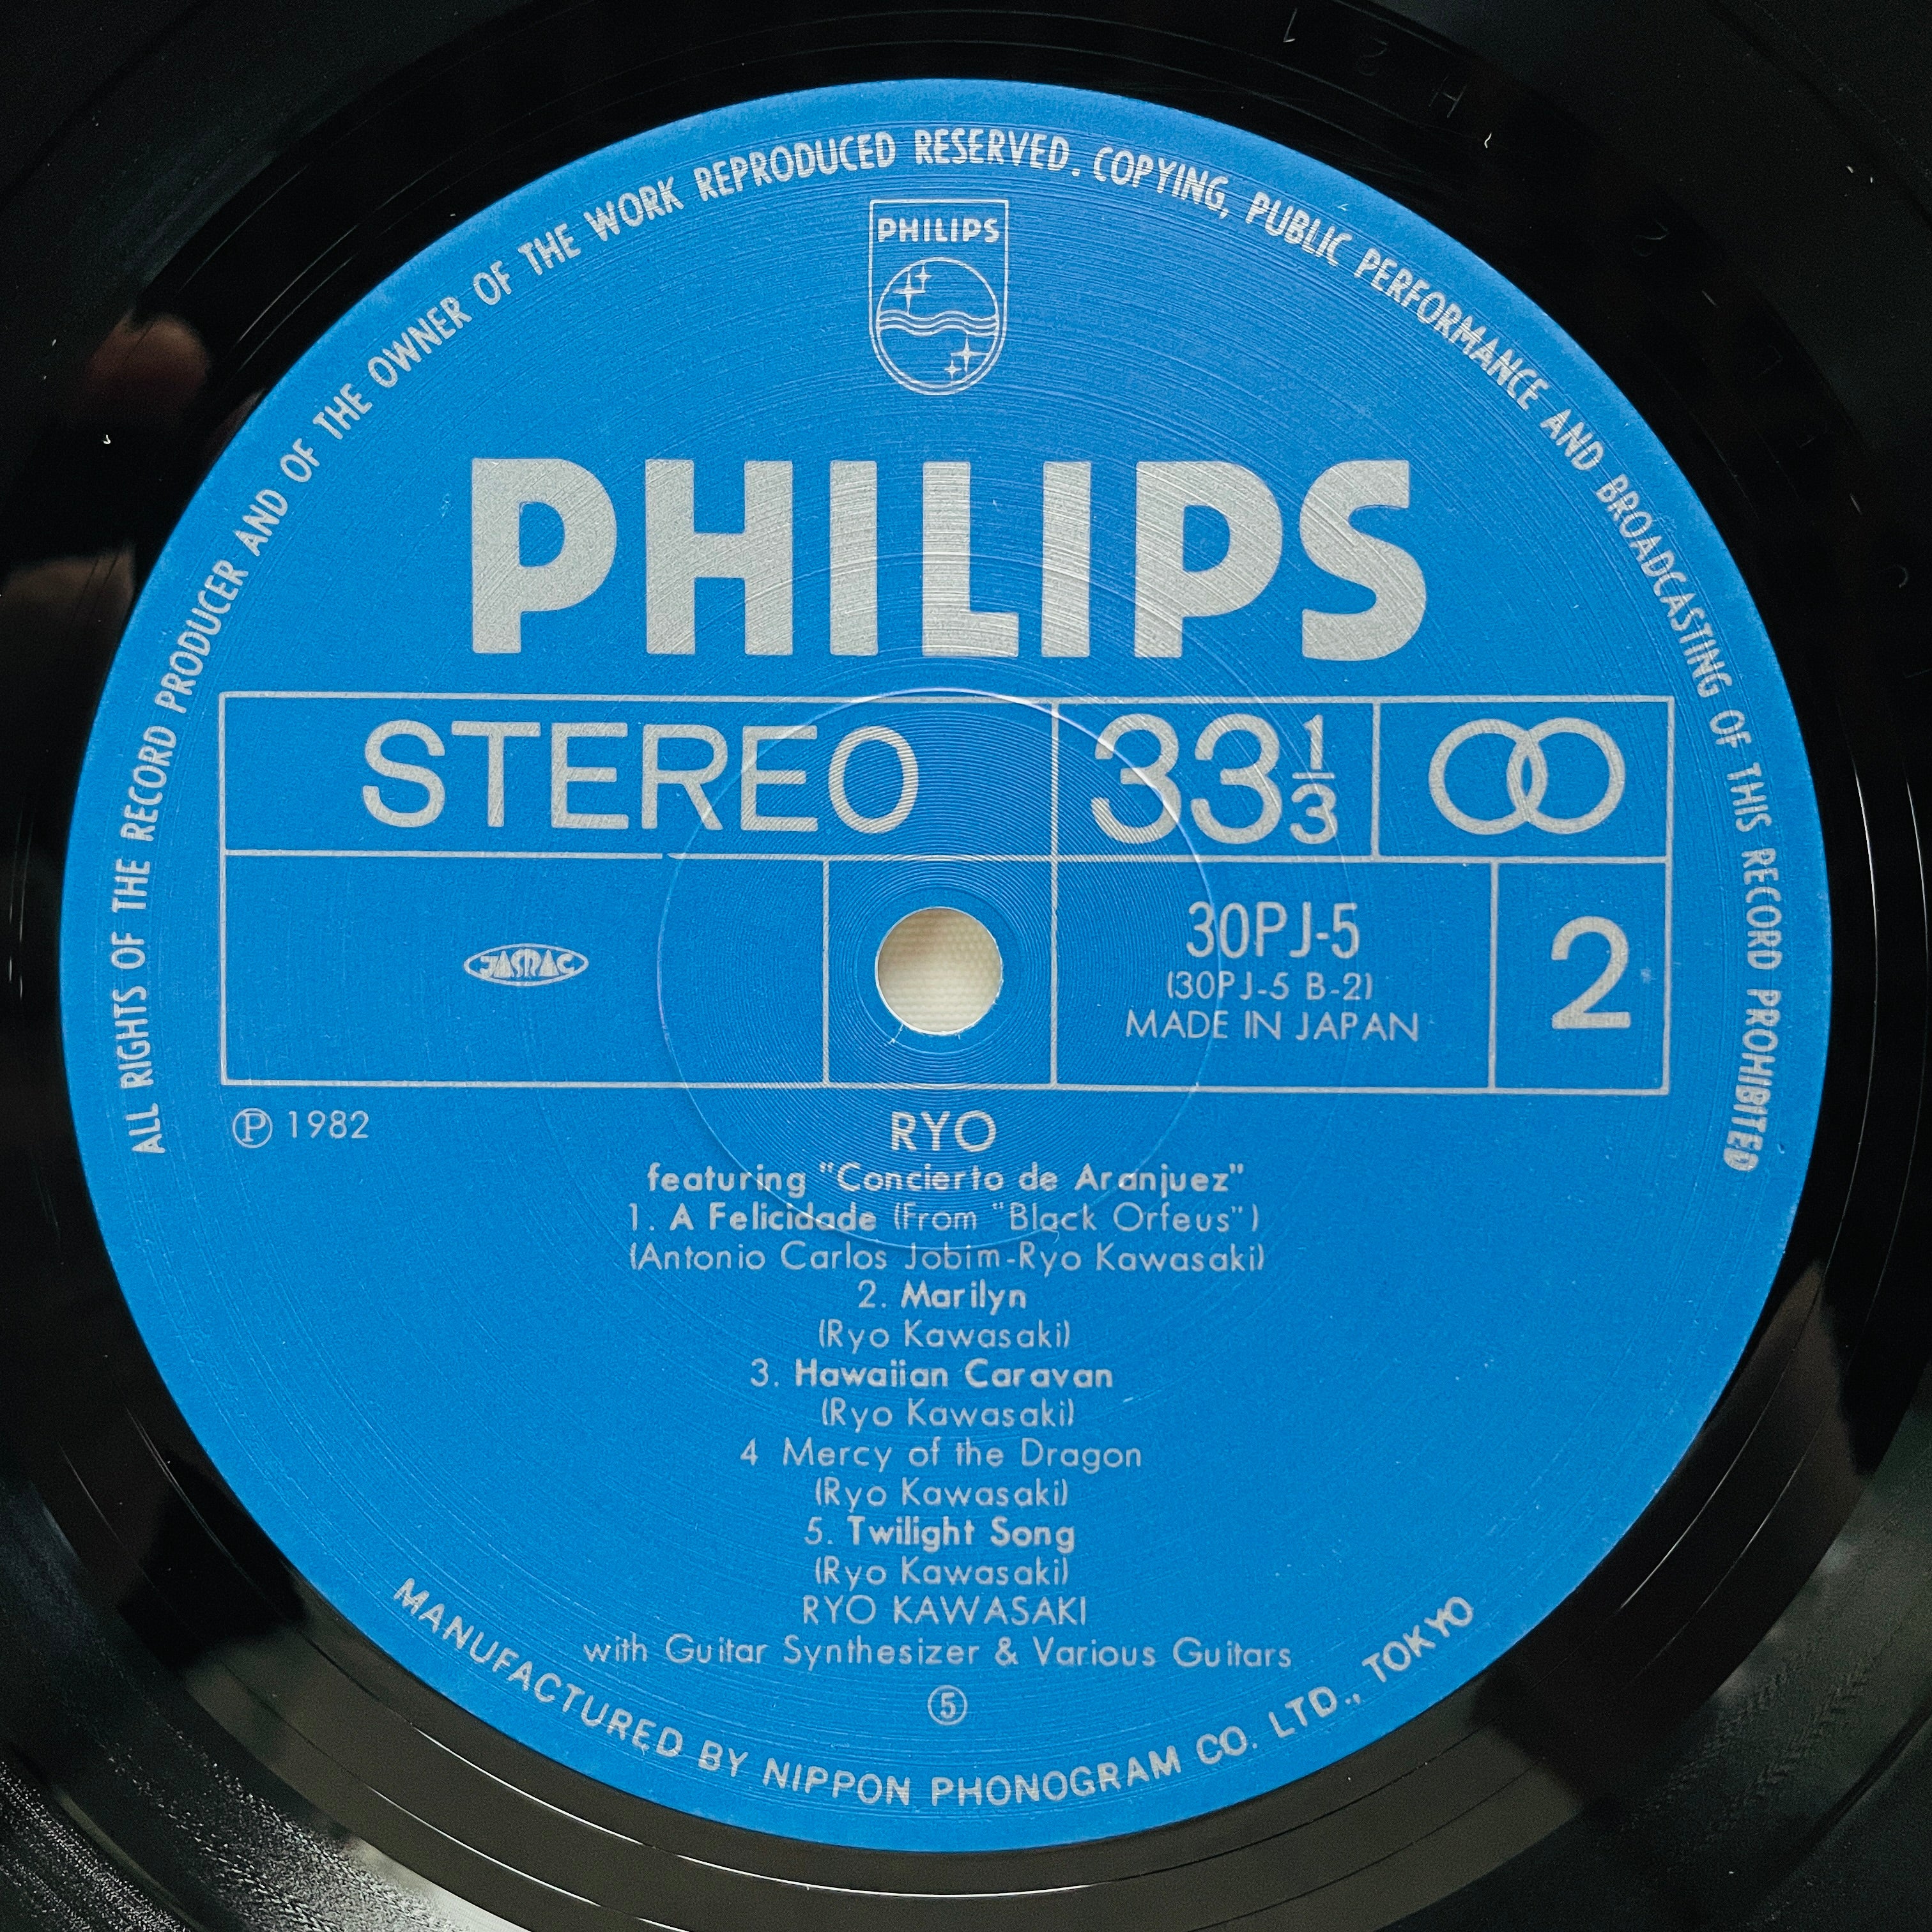 ALL RIGHTS OF THE RECORD PRODUCER AND OF THE OWNER OF THE WORK REPRODUCED RESERVED. COPYING, PUBLIC PERFORMANCE AND BROADCASTING OF THIS RECORD PROHIBITED
PHILIPS
PHILIPS
STEREO 33 1/3
JASRAC
30PJ-5
(30PJ-5 B-2)
MADE IN JAPAN
2
Ⓟ 1982
RYO
featuring "Concierto de Aranjuez"
1. A Felicidade (From "Black Orfeus")
(Antonio Carlos Jobim-Ryo Kawasaki)
2. Marilyn
(Ryo Kawasaki)
3. Hawaiian Caravan
(Ryo Kawasaki)
4 Mercy of the Dragon
(Ryo Kawasaki)
5. Twilight Song
(Ryo Kawasaki)
RYO KAWASAKI
with Guitar Synthesizer & Various Guitars
⑤
MANUFACTURED BY NIPPON PHONOGRAM CO. LTD., TOKYO